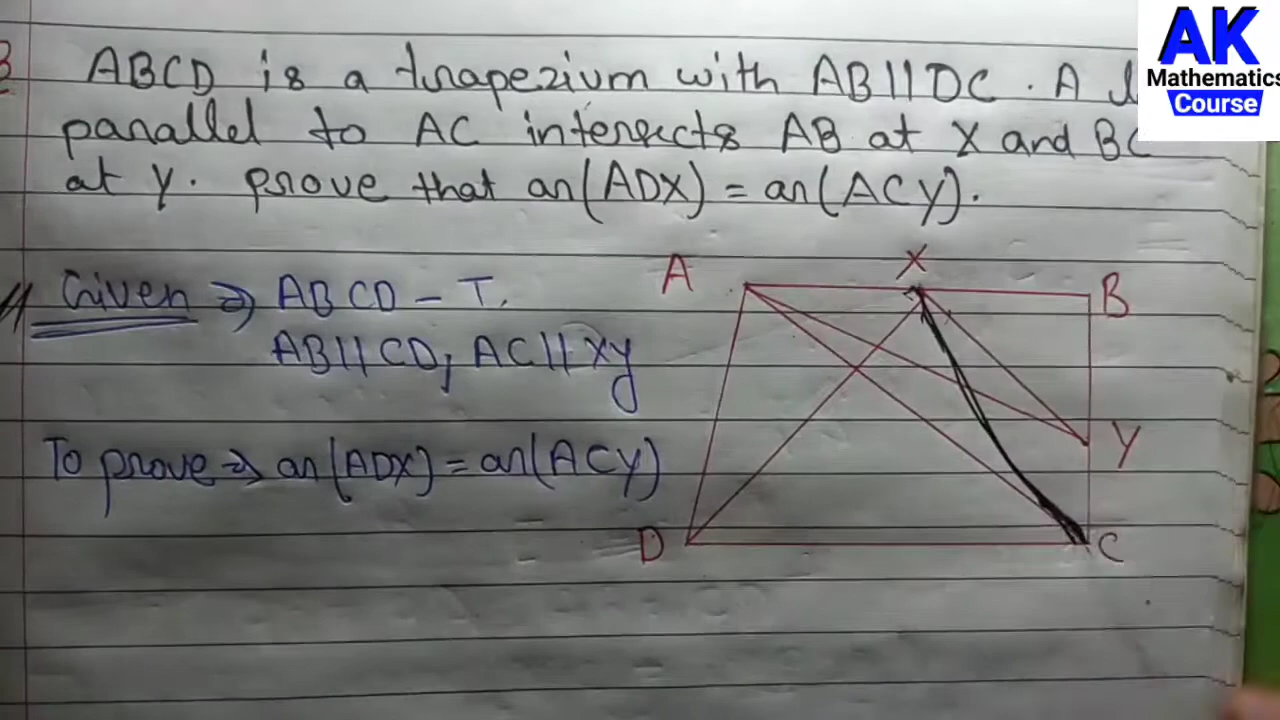 AK
Mathematics
Course
ABCD is a trapezium with AB||DC. A
parallel to AC intersects AB at X and BC
at Y. prove that ar(ADX) = ar(ACY).
Given ⇒ ABCD - T.
AB||CD, AC||XY
To prove ⇒ ar(ADX) = ar(ACY)
A X B
Y
D C